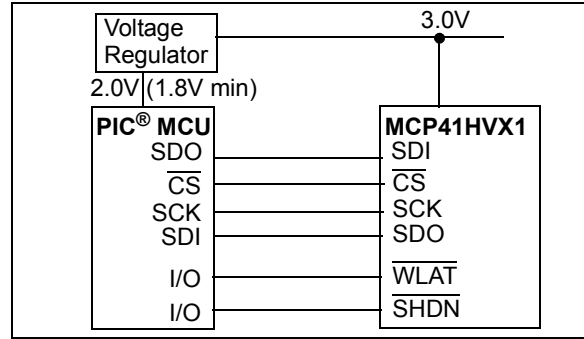 Voltage
Regulator
3.0V
2.0V (1.8V min)
PIC® MCU
SDO
CS
SCK
SDI
I/O
I/O
MCP41HVX1
SDI
CS
SCK
SDO
WLAT
SHDN